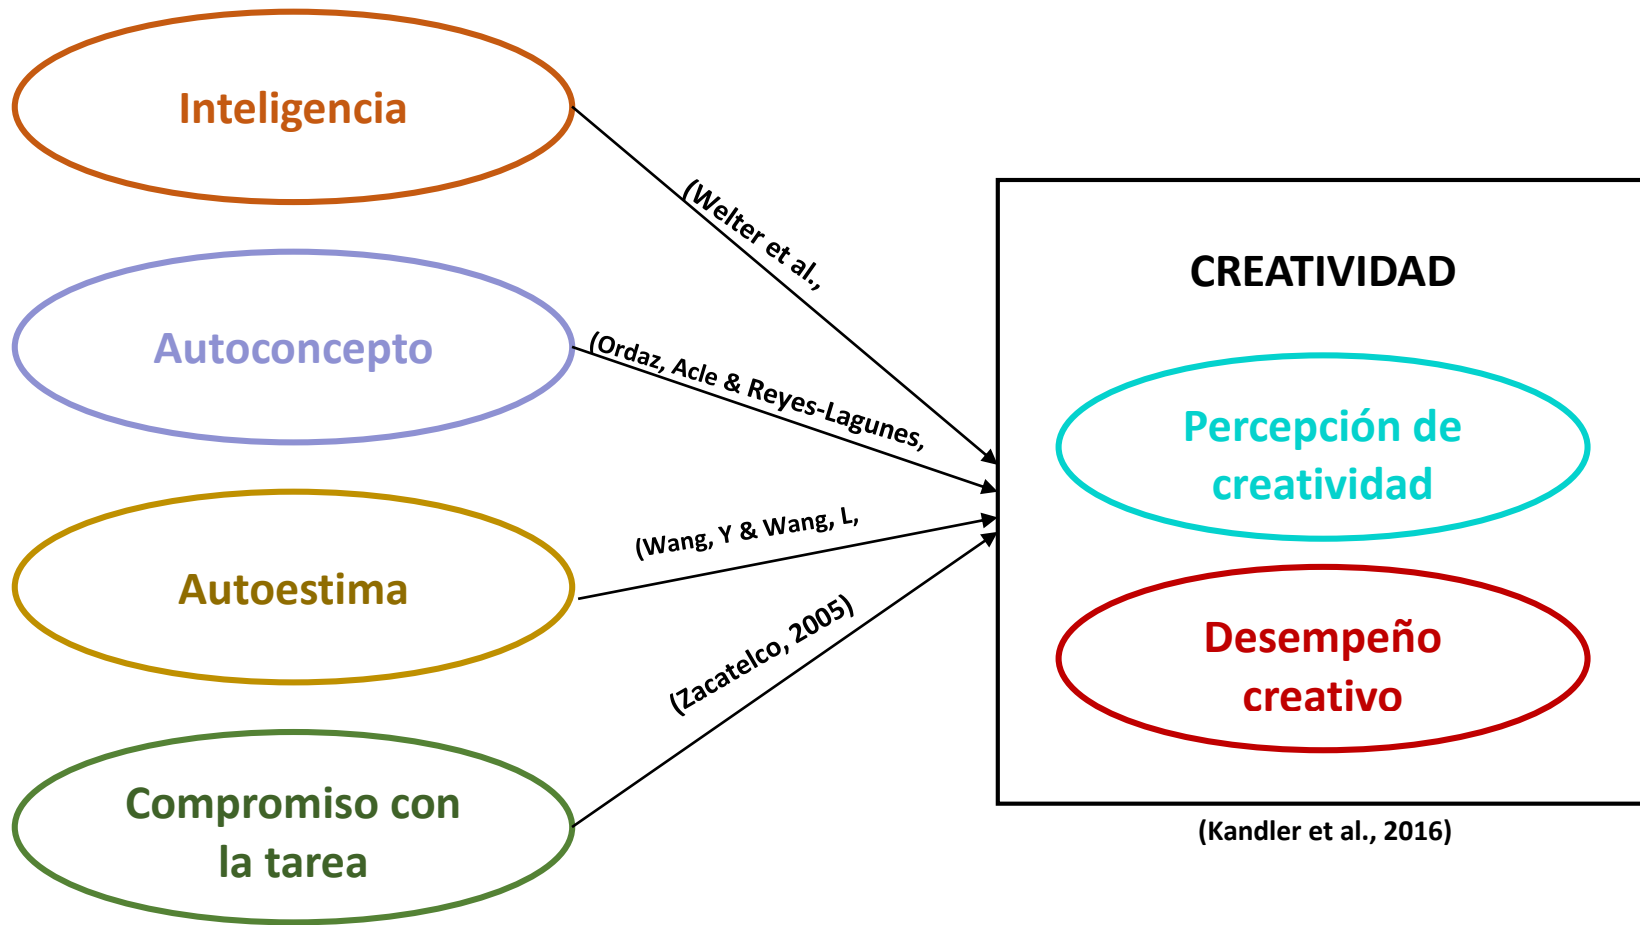 Inteligencia
(Welter et al.,
CREATIVIDAD
Autoconcepto
(Ordaz, Acle & Reyes-Lagunes,
Percepción de
creatividad
(Wang, Y & Wang, L,
Autoestima
(Zacatelco, 2005)
Desempeño
creativo
Compromiso con
la tarea
(Kandler et al., 2016)